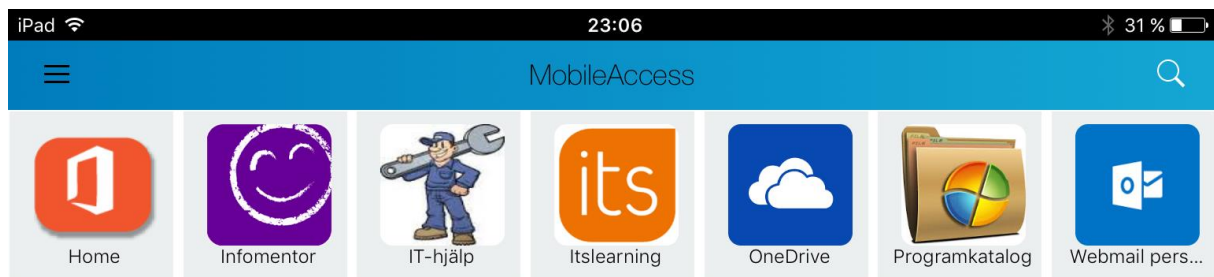 iPad 23:06 31 %
MobileAccess
its
Home Infomentor IT-hjälp Itslearning OneDrive Programkatalog Webmail pers...